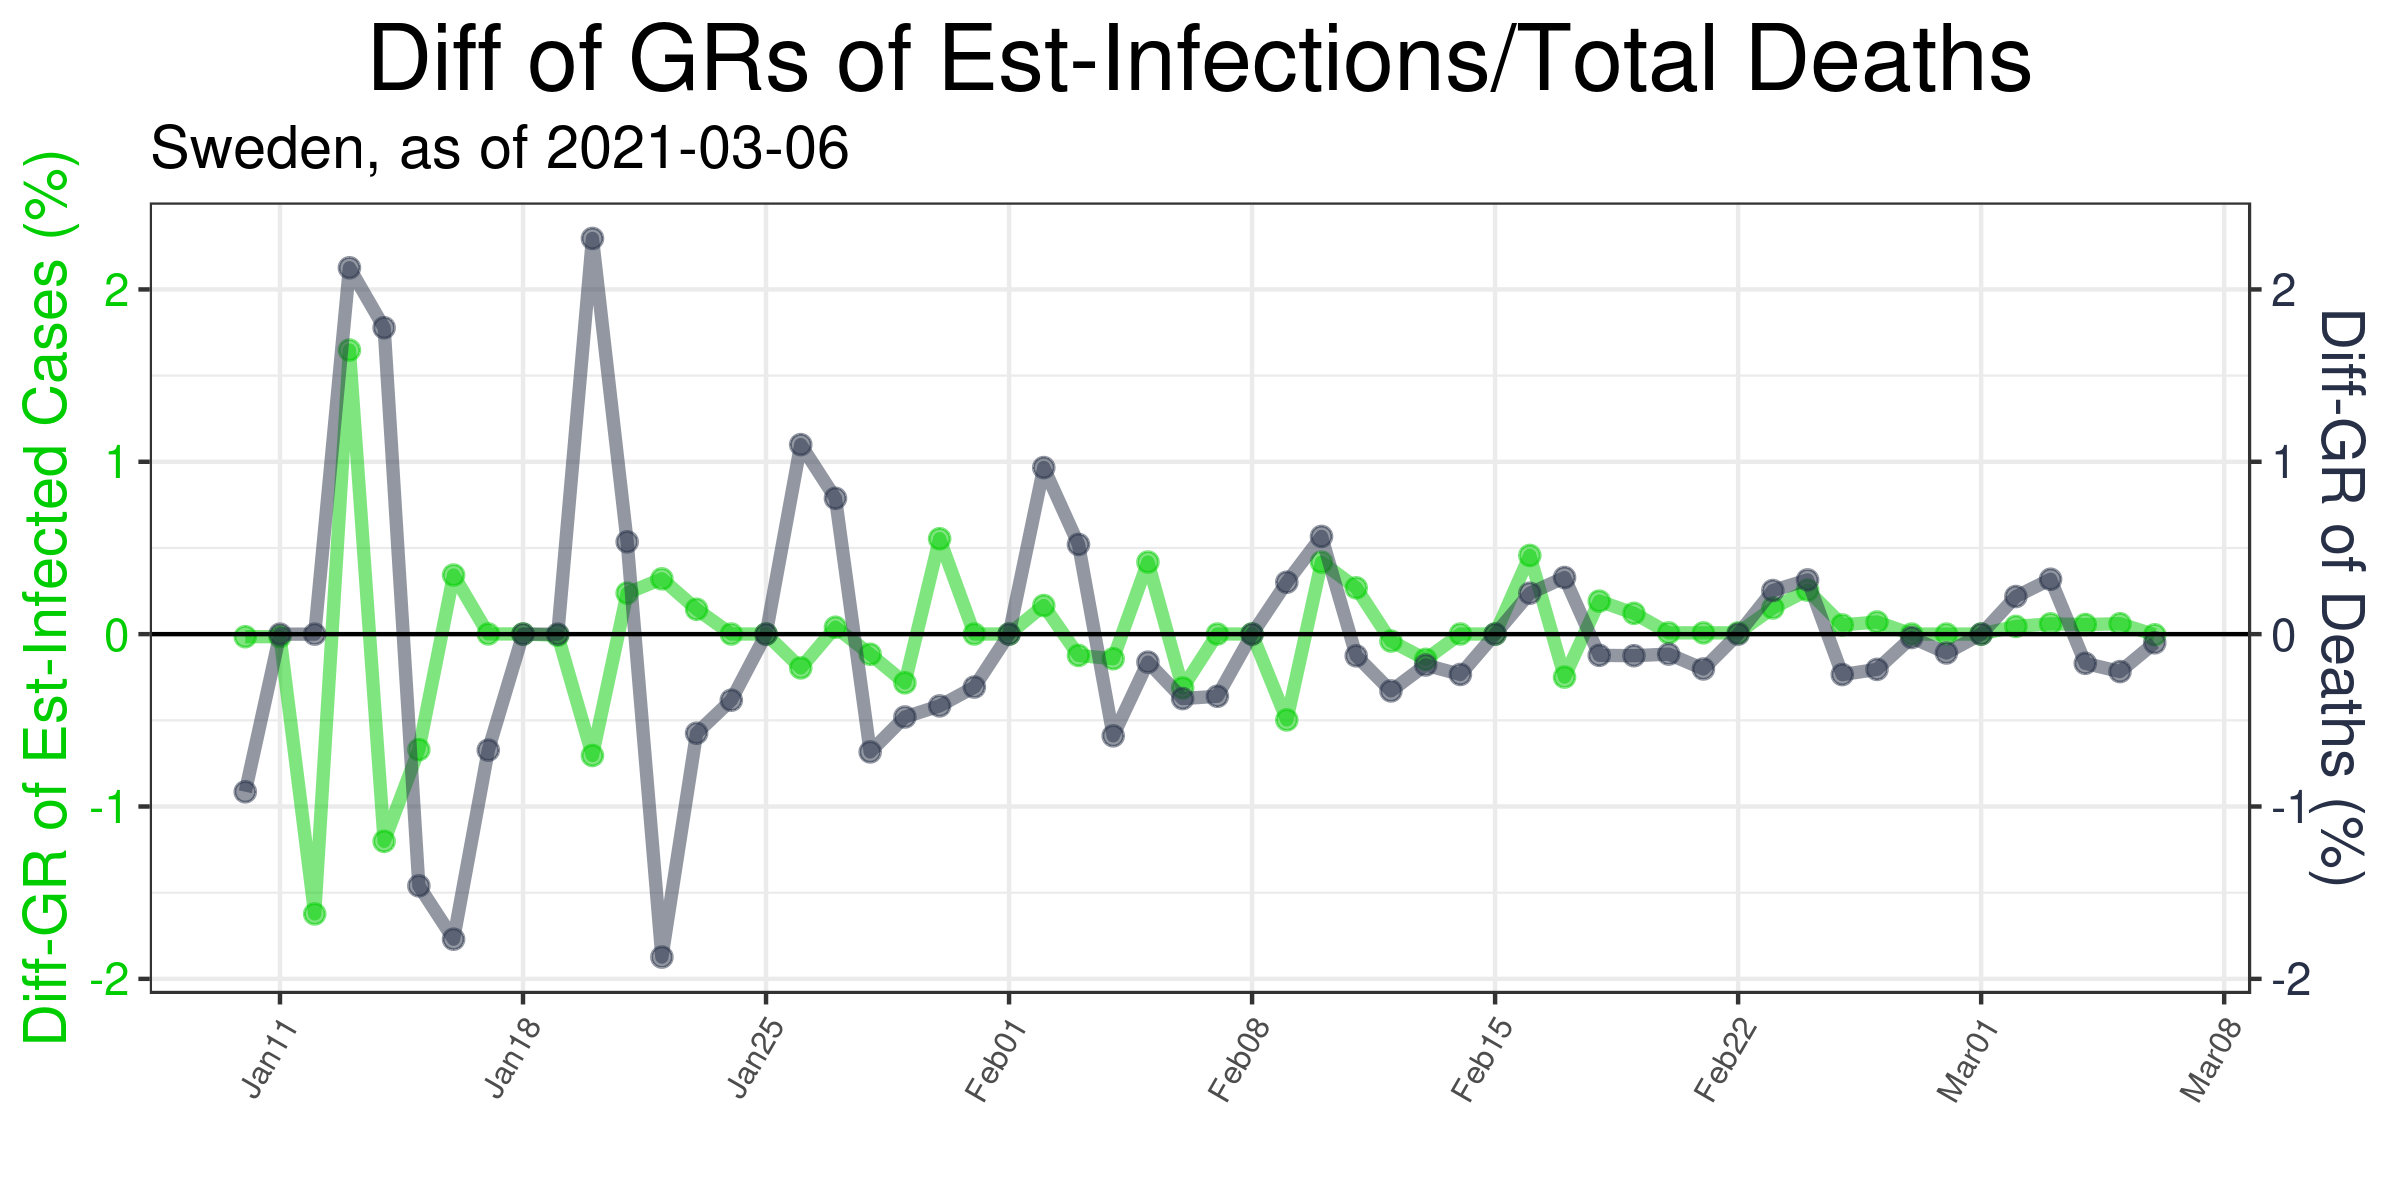 Diff of GRs of Est-Infections/Total Deaths
Sweden, as of 2021-03-06
Diff-GR of Est-Infected Cases (%)
2
1
0
-1
-2
2
1
0
-1
-2
Diff-GR of Deaths (%)
Jan11
Jan18
Jan25
Feb01
Feb08
Feb15
Feb22
Mar01
Mar08